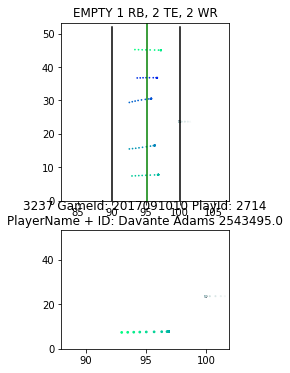 EMPTY 1 RB, 2 TE, 2 WR
50
40
30
20
10
0
85 90 95 100 105
3237 GameId: 2017091010 PlayId: 2714
PlayerName + ID: Davante Adams 2543495.0
40
20
0
90 95 100